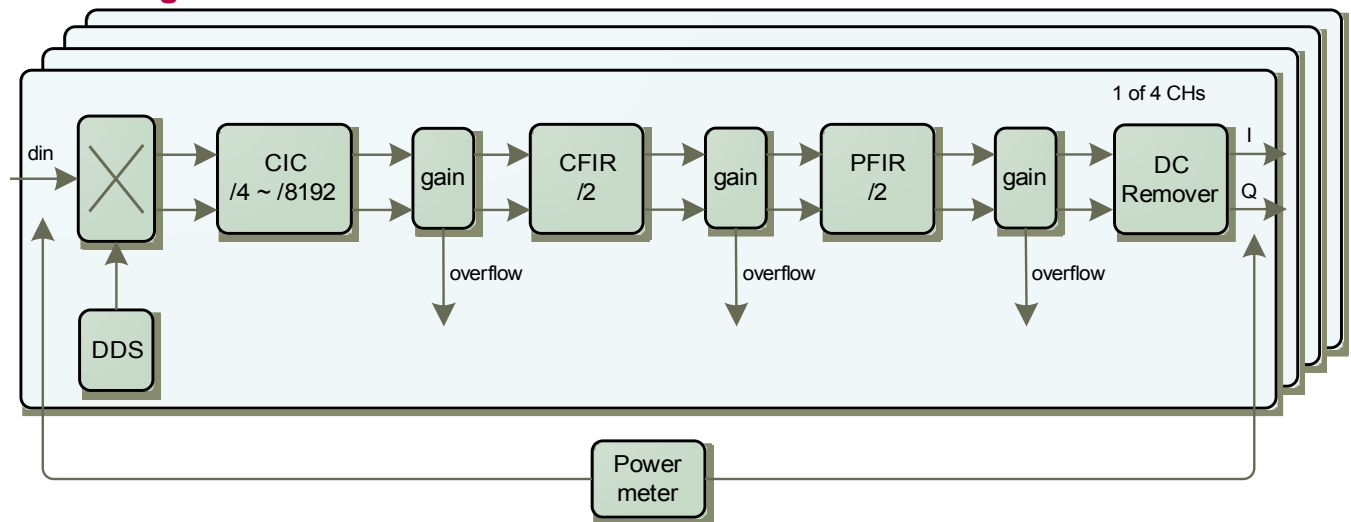 1 of 4 CHs
din
CIC
/4 ~ /8192
gain
CFIR
/2
gain
PFIR
/2
gain
DC
Remover
I
Q
overflow
overflow
overflow
DDS
Power
meter